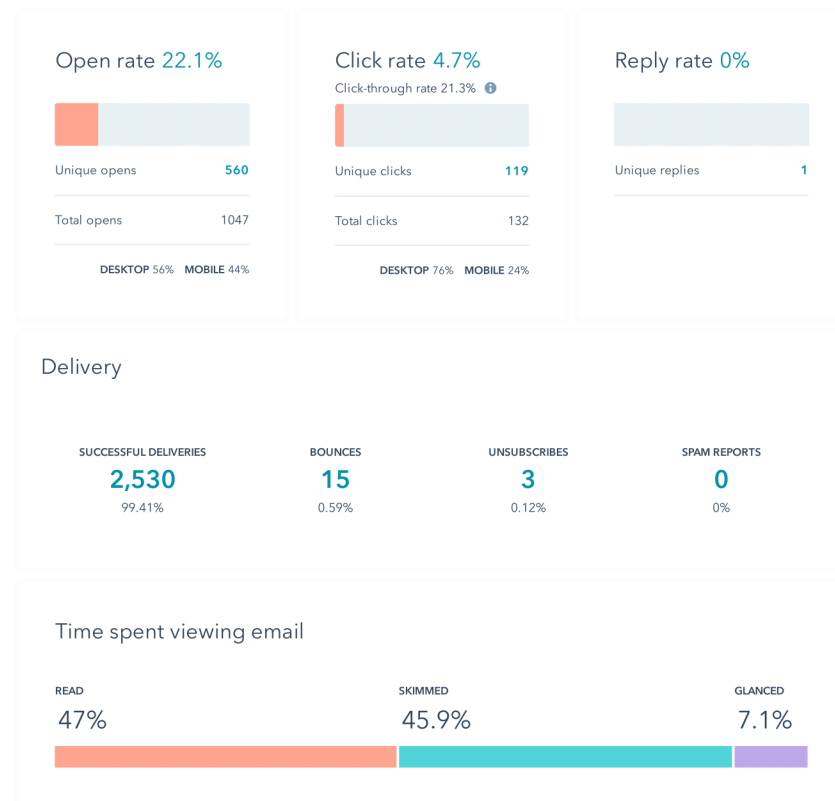 Open rate 22.1%
Unique opens 560
Total opens 1047
DESKTOP 56% MOBILE 44%
Click rate 4.7%
Click-through rate 21.3% i
Unique clicks 119
Total clicks 132
DESKTOP 76% MOBILE 24%
Reply rate 0%
Unique replies 1
Delivery
SUCCESSFUL DELIVERIES
2,530
99.41%
BOUNCES
15
0.59%
UNSUBSCRIBES
3
0.12%
SPAM REPORTS
0
0%
Time spent viewing email
READ
47%
SKIMMED
45.9%
GLANCED
7.1%